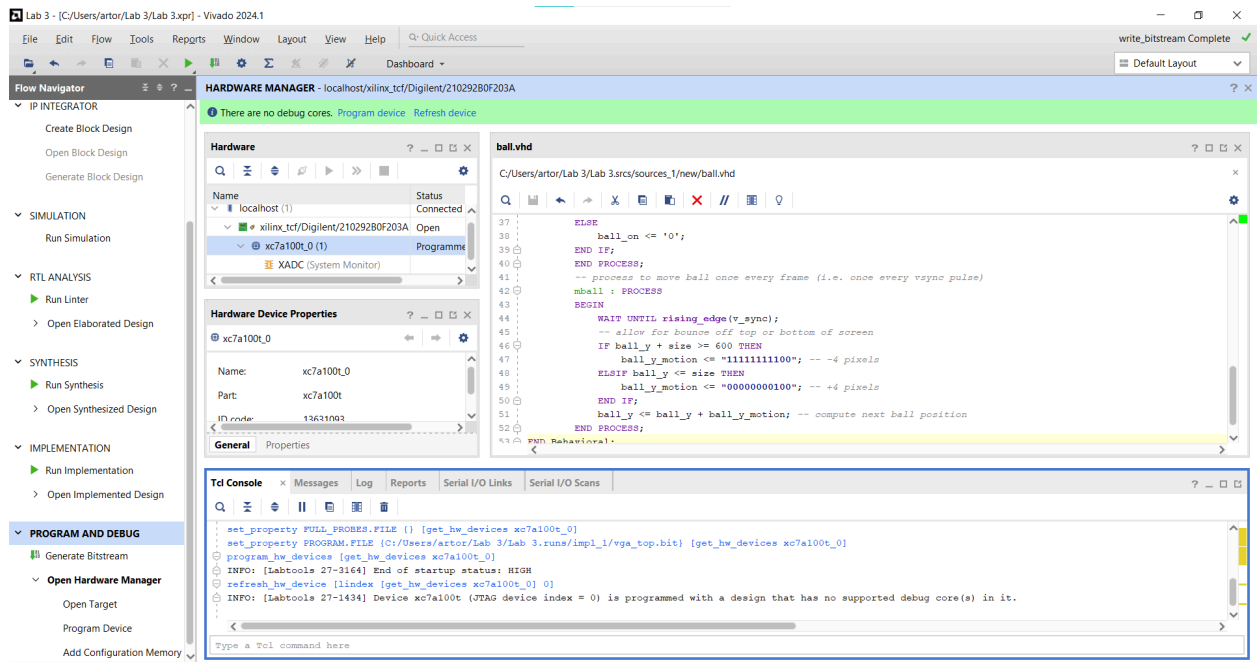 Lab 3 - [C:/Users/artor/Lab 3/Lab 3.xpr] - Vivado 2024.1
File Edit Flow Tools Reports Window Layout View Help Quick Access
write_bitstream Complete
Dashboard
Default Layout
Flow Navigator
HARDWARE MANAGER - localhost/xilinx_tcf/Digilent/210292B0F203A
IP INTEGRATOR
Create Block Design
Open Block Design
Generate Block Design
SIMULATION
Run Simulation
RTL ANALYSIS
Run Linter
Open Elaborated Design
SYNTHESIS
Run Synthesis
Open Synthesized Design
IMPLEMENTATION
Run Implementation
Open Implemented Design
PROGRAM AND DEBUG
Generate Bitstream
Open Hardware Manager
Open Target
Program Device
Add Configuration Memory
There are no debug cores. Program device Refresh device
Hardware
Name Status
localhost (1) Connected
xilinx_tcf/Digilent/210292B0F203A Open
xc7a100t_0 (1) Programme
XADC (System Monitor)
Hardware Device Properties
xc7a100t_0
Name: xc7a100t_0
Part: xc7a100t
ID code: 13631093
General Properties
ball.vhd
C:/Users/artor/Lab 3/Lab 3.srcs/sources_1/new/ball.vhd
37 ELSE
38 ball_on <= '0';
39 END IF;
40 END PROCESS;
41 -- process to move ball once every frame (i.e. once every vsync pulse)
42 mball : PROCESS
43 BEGIN
44 WAIT UNTIL rising_edge(v_sync);
45 -- allow for bounce off top or bottom of screen
46 IF ball_y + size >= 600 THEN
47 ball_y_motion <= "11111111100"; -- -4 pixels
48 ELSIF ball_y <= size THEN
49 ball_y_motion <= "00000000100"; -- +4 pixels
50 END IF;
51 ball_y <= ball_y + ball_y_motion; -- compute next ball position
52 END PROCESS;
53 END Behavioral;
Tcl Console Messages Log Reports Serial I/O Links Serial I/O Scans
set_property FULL_PROBES.FILE {} [get_hw_devices xc7a100t_0]
set_property PROGRAM.FILE {C:/Users/artor/Lab 3/Lab 3.runs/impl_1/vga_top.bit} [get_hw_devices xc7a100t_0]
program_hw_devices [get_hw_devices xc7a100t_0]
INFO: [Labtools 27-3164] End of startup status: HIGH
refresh_hw_device [lindex [get_hw_devices xc7a100t_0] 0]
INFO: [Labtools 27-1434] Device xc7a100t (JTAG device index = 0) is programmed with a design that has no supported debug core(s) in it.
Type a Tcl command here